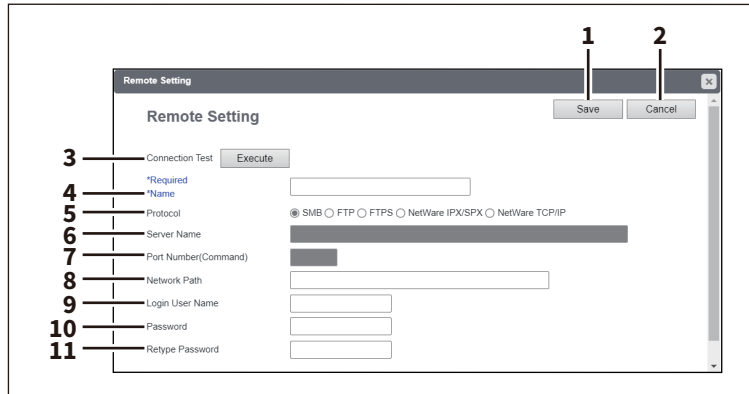 1 2
Remote Setting
Remote Setting
Save Cancel
3 Connection Test Execute
*Required
4 *Name
5 Protocol SMB FTP FTPS NetWare IPX/SPX NetWare TCP/IP
6 Server Name
7 Port Number(Command)
8 Network Path
9 Login User Name
10 Password
11 Retype Password